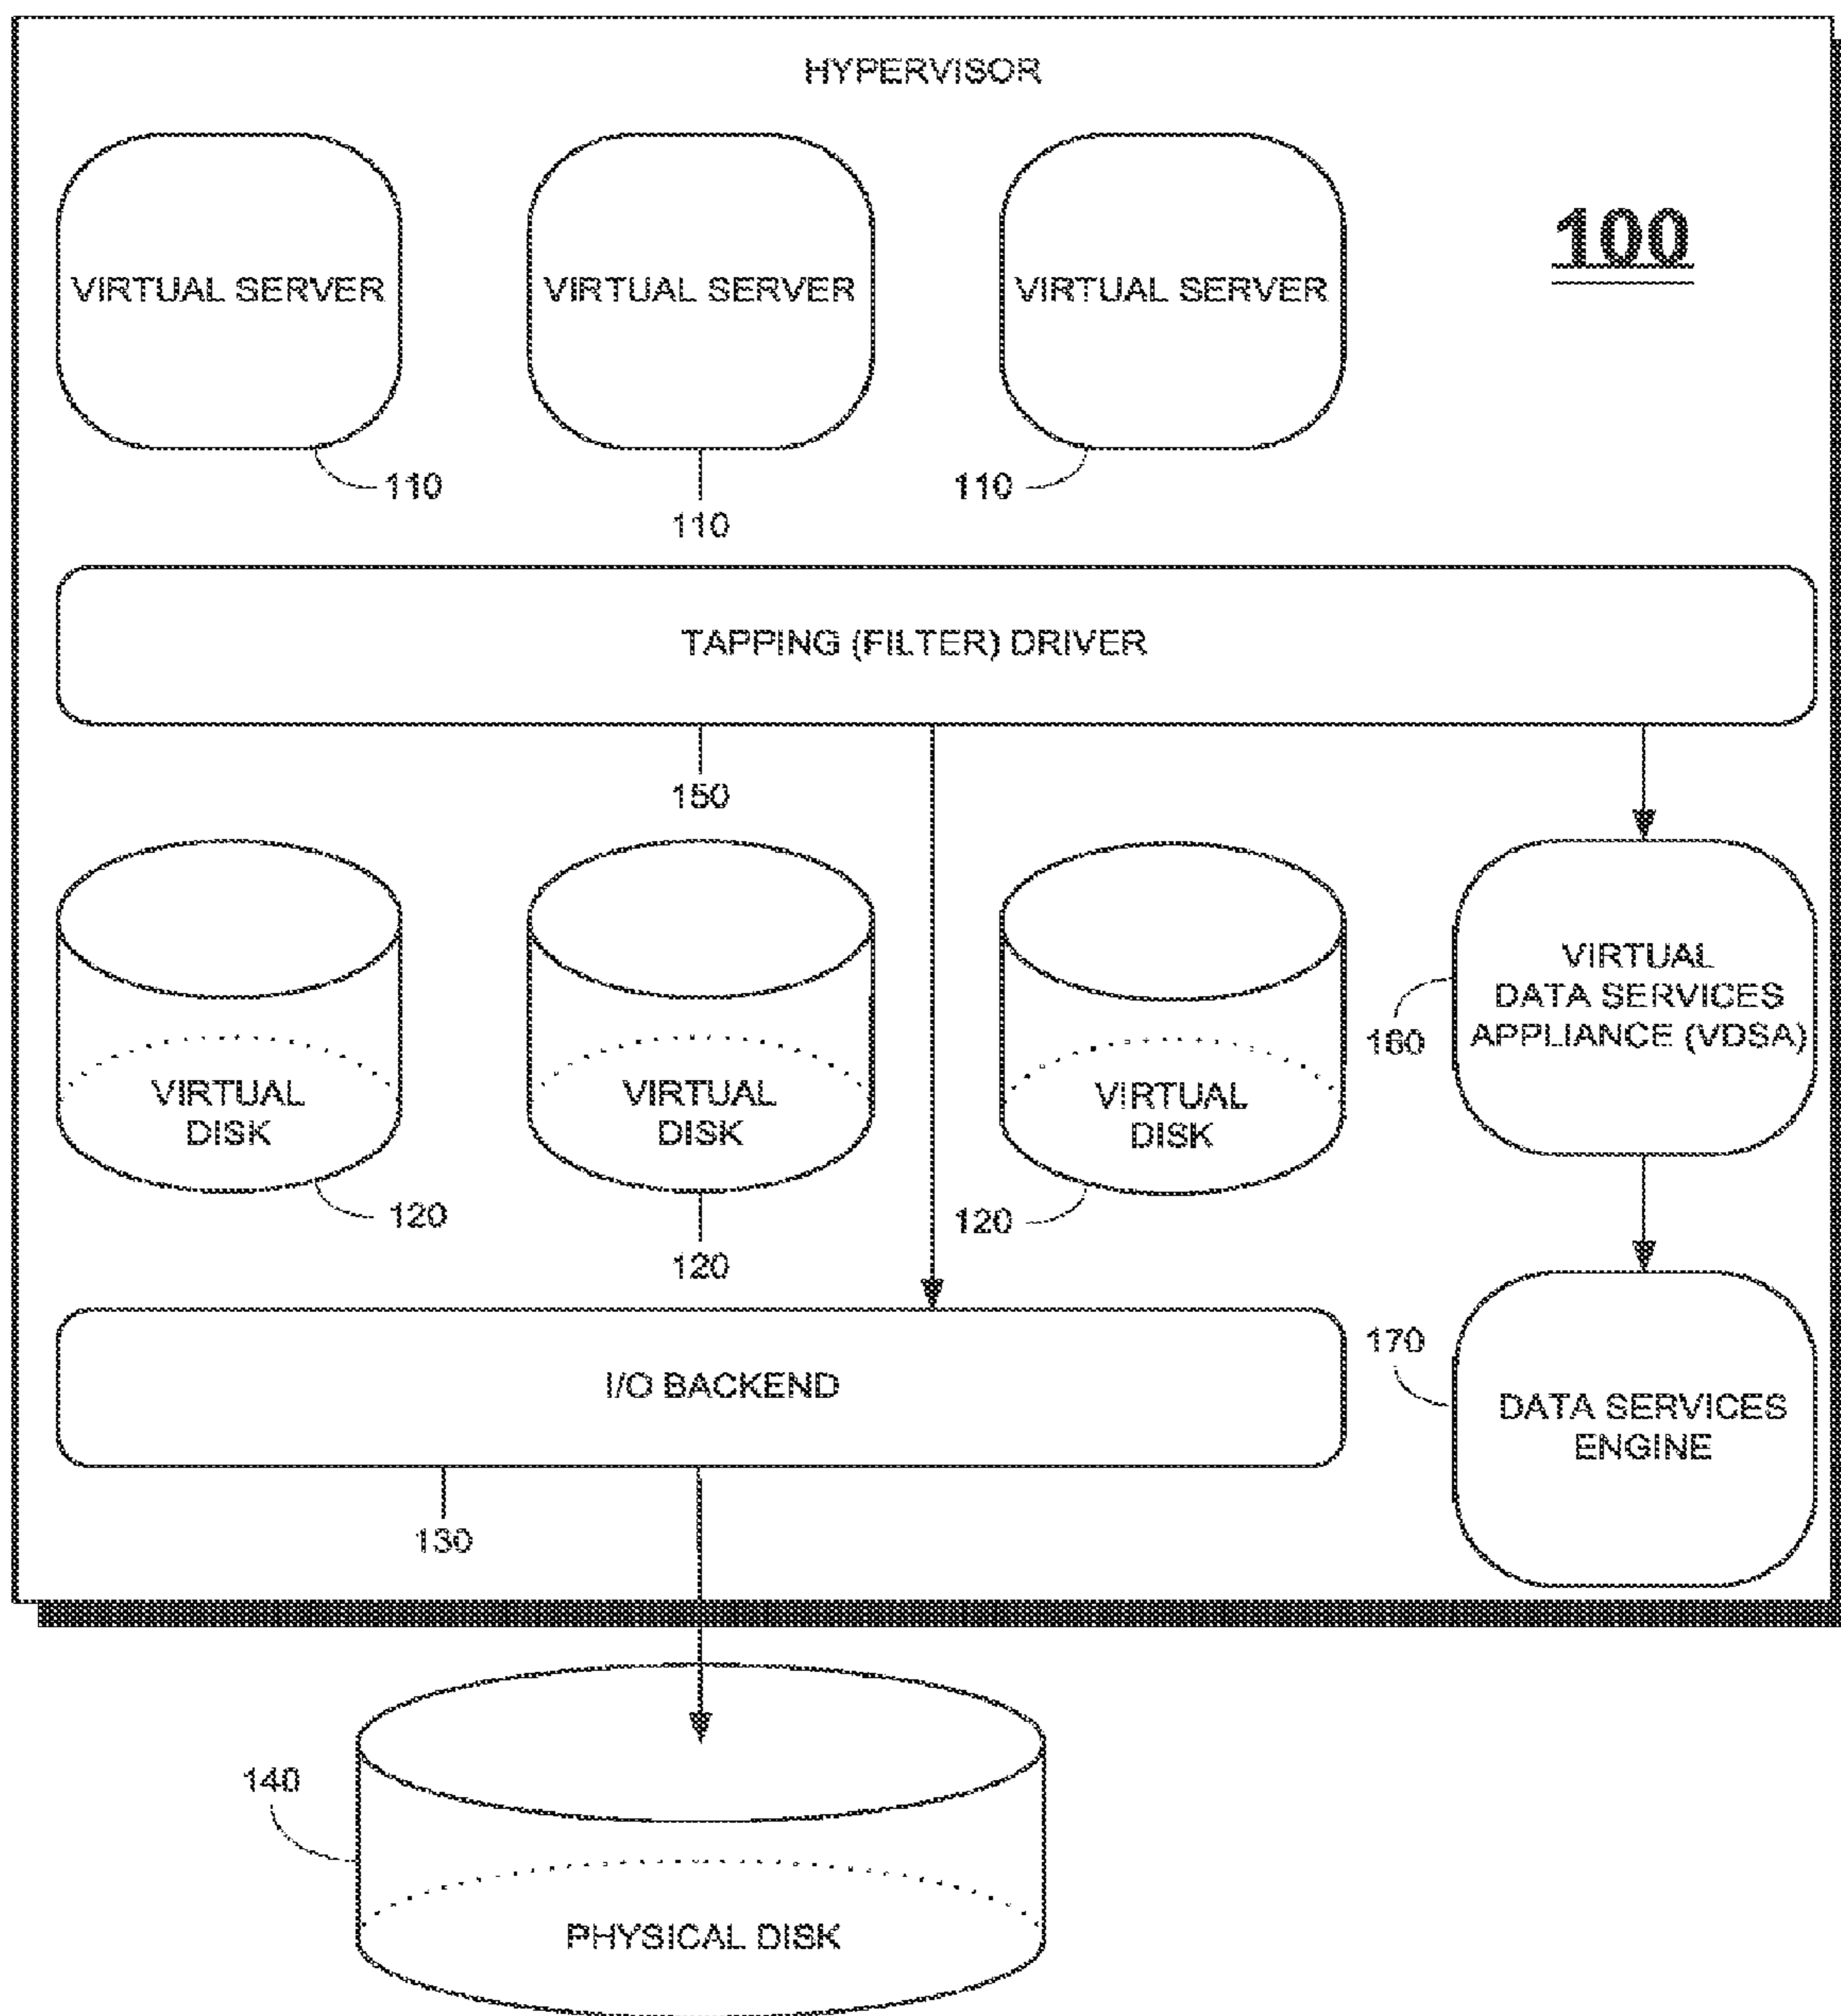 HYPERVISOR
100
VIRTUAL SERVER
VIRTUAL SERVER
VIRTUAL SERVER
110
110
110
TAPPING (FILTER) DRIVER
150
VIRTUAL
DISK
VIRTUAL
DISK
VIRTUAL
DISK
VIRTUAL
DATA SERVICES
APPLIANCE (VDSA)
160
120
120
120
I/O BACKEND
130
170
DATA SERVICES
ENGINE
140
PHYSICAL DISK